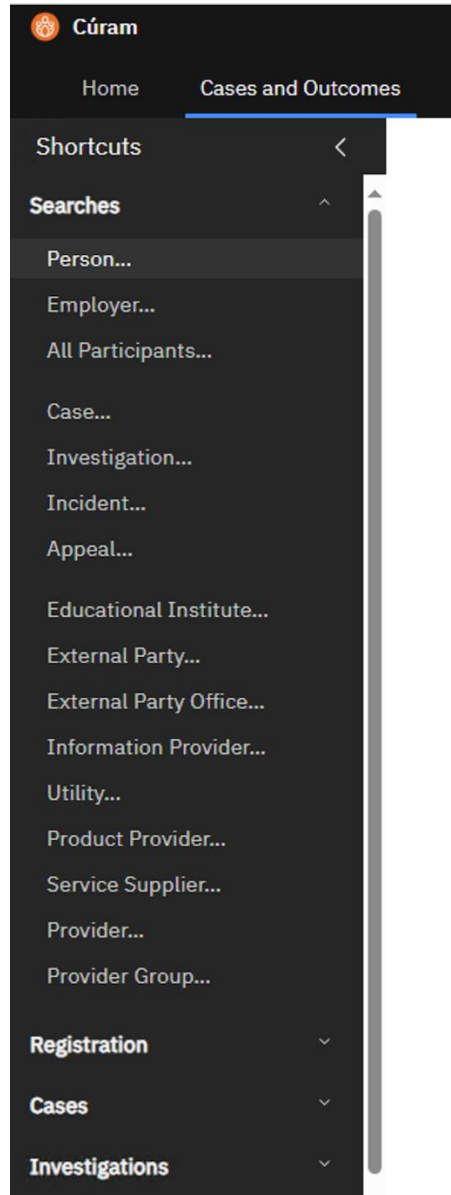 Cúram
Home Cases and Outcomes
Shortcuts
Searches
Person...
Employer...
All Participants...
Case...
Investigation...
Incident...
Appeal...
Educational Institute...
External Party...
External Party Office...
Information Provider...
Utility...
Product Provider...
Service Supplier...
Provider...
Provider Group...
Registration
Cases
Investigations